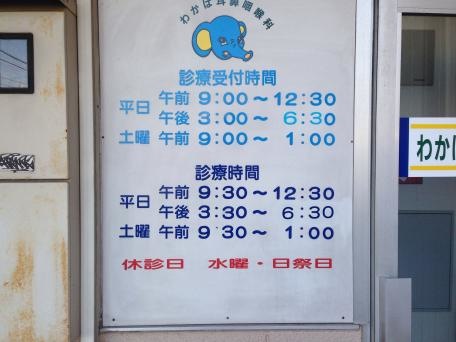 わかば耳鼻咽喉科
診療受付時間
平日 午前 9:00～12:30
午後 3:00～ 6:30
土曜 午前 9:00～ 1:00
診療時間
平日 午前 9:30～12:30
午後 3:30～ 6:30
土曜 午前 9:30～ 1:00
休診日 水曜・日祭日
わかば